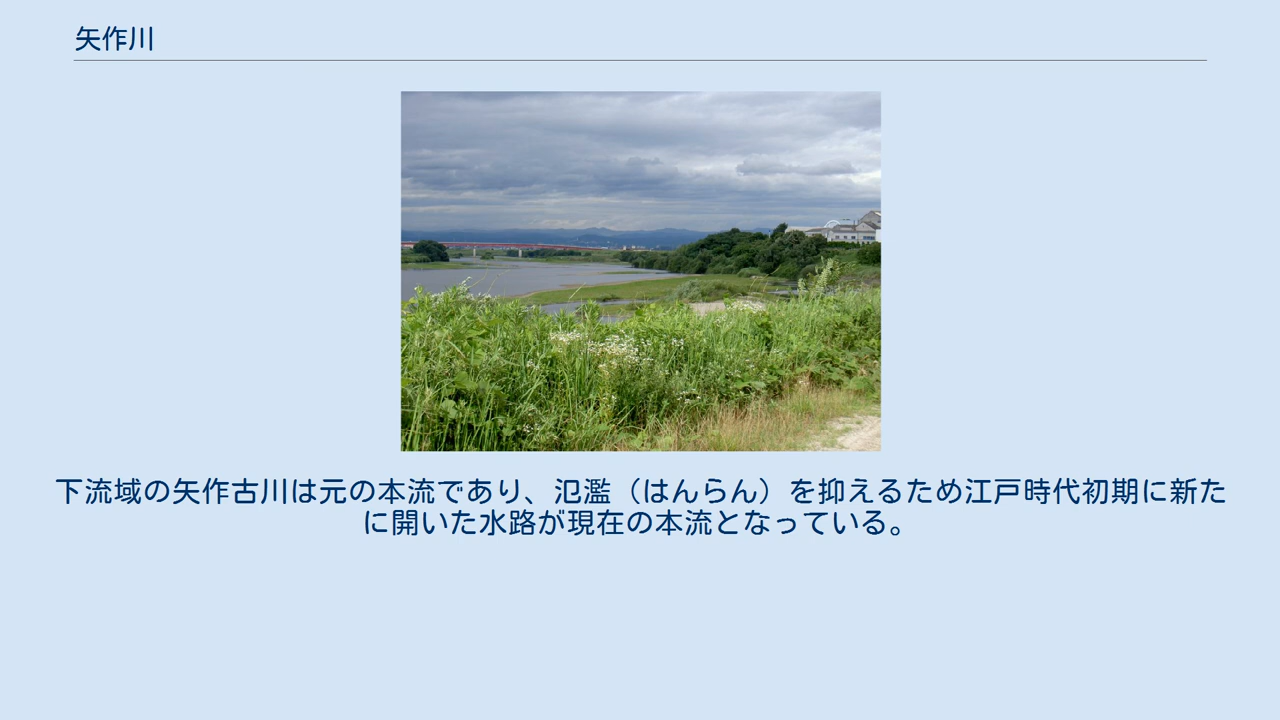 矢作川
下流域の矢作古川は元の本流であり、氾濫（はんらん）を抑えるため江戸時代初期に新た
に開いた水路が現在の本流となっている。